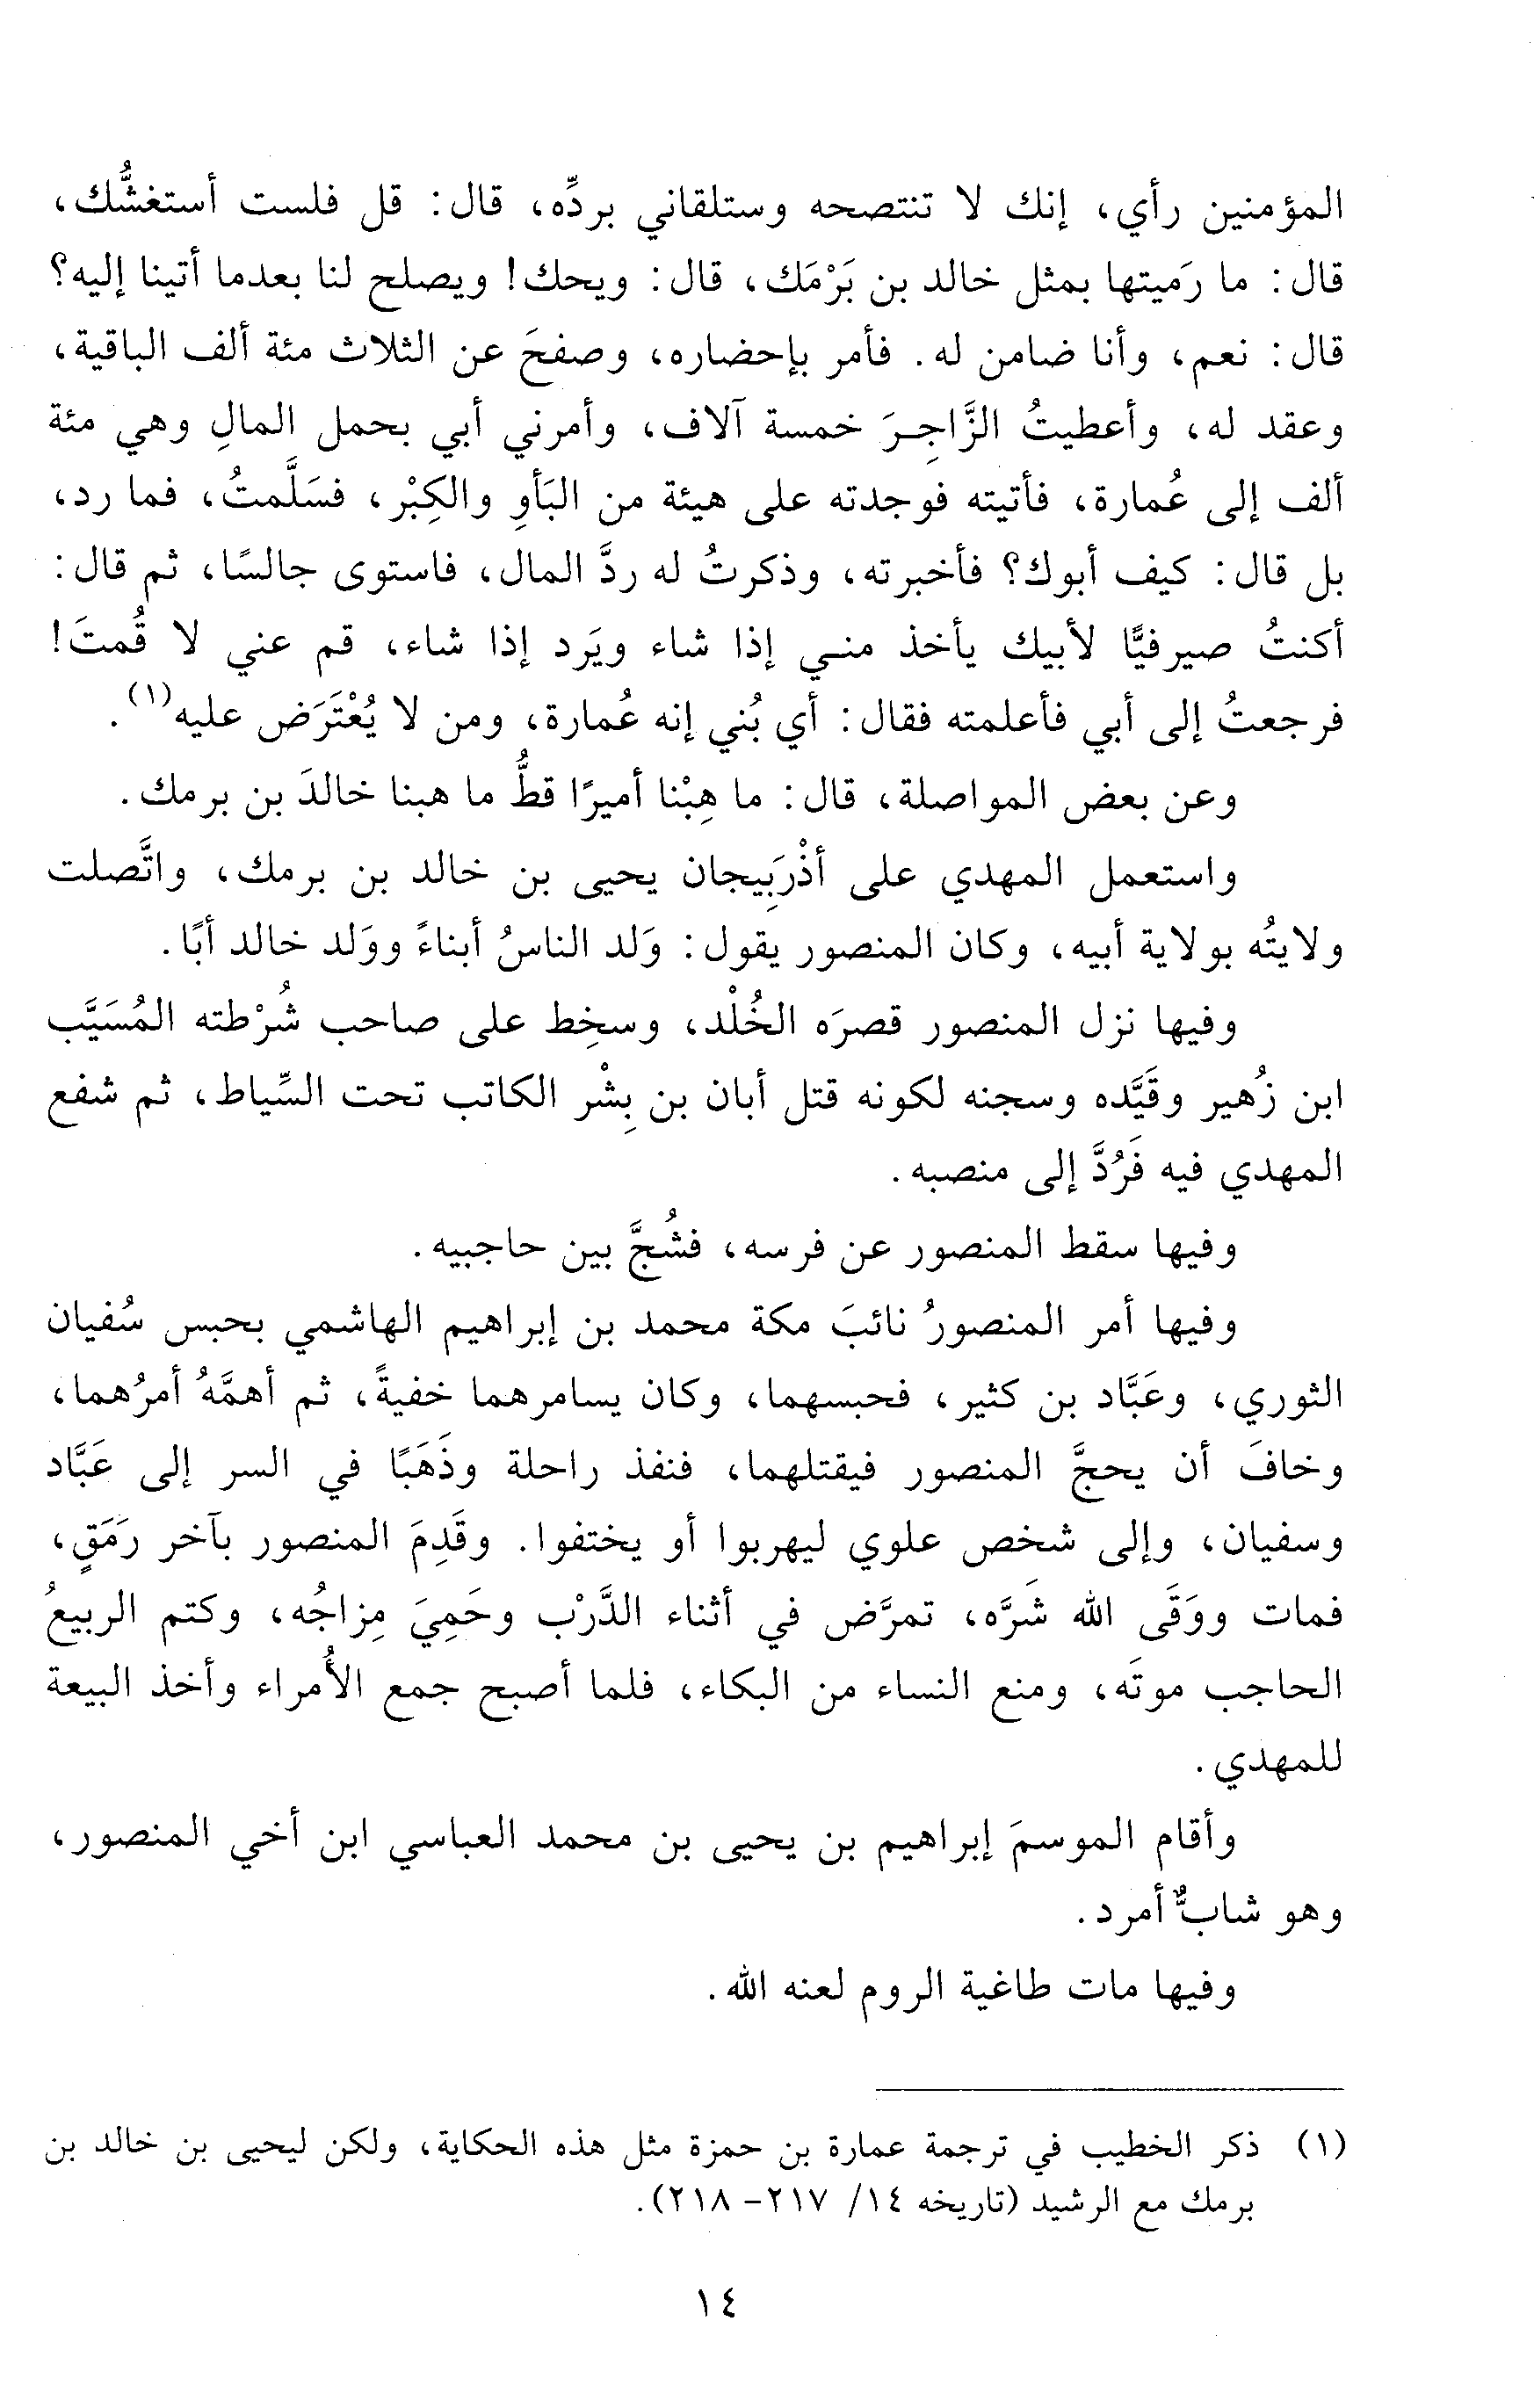 المؤمنين رأي، إنك لا تنتصحه وستلقاني بردِّه، قال: قل فلست أستغشُّك،
قال: ما رَميتها بمثل خالد بن بَرْمَك، قال: ويحك! ويصلح لنا بعدما أتينا إليه؟
قال: نعم، وأنا ضامن له. فأمر بإحضاره، وصفحَ عن الثلاث مئة ألف الباقية،
وعقد له، وأعطيتُ الزَّاجِرَ خمسة آلاف، وأمرني أبي بحمل المالِ وهي مئة
ألف إلى عُمارة، فأتيته فوجدته على هيئة من البَأوِ والكِبْر، فسَلَّمتُ، فما رد،
بل قال: كيف أبوك؟ فأخبرته، وذكرتُ له ردَّ المال، فاستوى جالسًا، ثم قال:
أكنتُ صيرفيًّا لأبيك يأخذ مني إذا شاء ويَرد إذا شاء، قم عني لا قُمتَ!
فرجعتُ إلى أبي فأعلمته فقال: أي بُني إنه عُمارة، ومن لا يُعْتَرَض عليه(١).
وعن بعض المواصلة، قال: ما هِبْنا أميرًا قطُّ ما هبنا خالدَ بن برمك.
واستعمل المهدي على أذْرَبِيجان يحيى بن خالد بن برمك، واتَّصلت
ولايتُه بولاية أبيه، وكان المنصور يقول: وَلد الناسُ أبناءً ووَلد خالد أبًا.
وفيها نزل المنصور قصرَه الخُلْد، وسخِط على صاحب شُرْطته المُسَيَّب
ابن زُهير وقَيَّده وسجنه لكونه قتل أبان بن بِشْر الكاتب تحت السِّياط، ثم شفع
المهدي فيه فَرُدَّ إلى منصبه.
وفيها سقط المنصور عن فرسه، فشُجَّ بين حاجبيه.
وفيها أمر المنصورُ نائبَ مكة محمد بن إبراهيم الهاشمي بحبس سُفيان
الثوري، وعَبَّاد بن كثير، فحبسهما، وكان يسامرهما خفيةً، ثم أهمَّهُ أمرُهما،
وخافَ أن يحجَّ المنصور فيقتلهما، فنفذ راحلة وذَهَبًا في السر إلى عَبَّاد
وسفيان، وإلى شخص علوي ليهربوا أو يختفوا. وقَدِمَ المنصور بآخر رَمَقٍ،
فمات ووَقَى الله شَرَّه، تمرَّض في أثناء الدَّرْب وحَمِيَ مِزاجُه، وكتم الربيعُ
الحاجب موتَه، ومنع النساء من البكاء، فلما أصبح جمع الأُمراء وأخذ البيعة
للمهدي.
وأقام الموسمَ إبراهيم بن يحيى بن محمد العباسي ابن أخي المنصور،
وهو شابٌّ أمرد.
وفيها مات طاغية الروم لعنه الله.
(١) ذكر الخطيب في ترجمة عمارة بن حمزة مثل هذه الحكاية، ولكن ليحيى بن خالد بن
برمك مع الرشيد (تاريخه ١٤/ ٢١٧- ٢١٨).
١٤